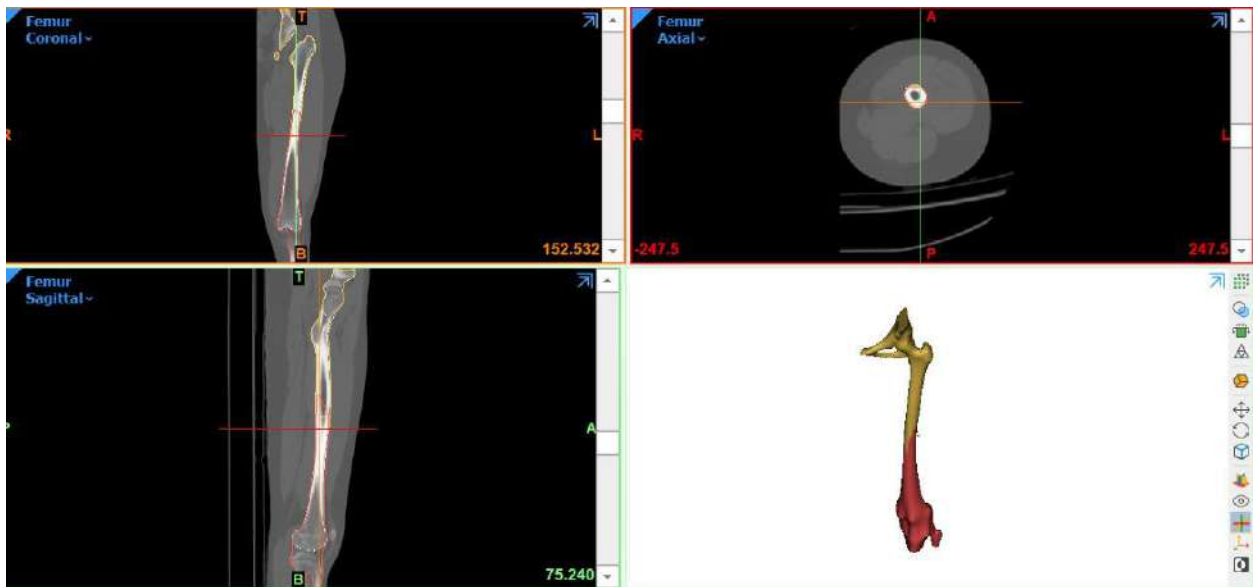 Femur
Coronal
T
R
L
B
152.532
Femur
Axial
A
R
L
P
-247.5
247.5
Femur
Sagittal
T
P
A
B
75.240